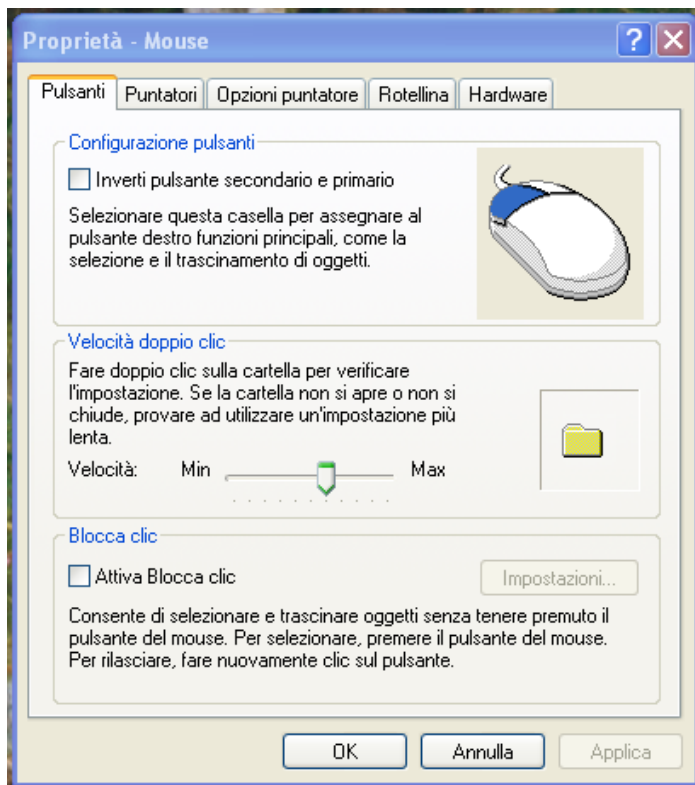 Proprietà - Mouse
Pulsanti Puntatori Opzioni puntatore Rotellina Hardware
Configurazione pulsanti
Inverti pulsante secondario e primario
Selezionare questa casella per assegnare al
pulsante destro funzioni principali, come la
selezione e il trascinamento di oggetti.
Velocità doppio clic
Fare doppio clic sulla cartella per verificare
l'impostazione. Se la cartella non si apre o non si
chiude, provare ad utilizzare un'impostazione più
lenta.
Velocità: Min Max
Blocca clic
Attiva Blocca clic Impostazioni...
Consente di selezionare e trascinare oggetti senza tenere premuto il
pulsante del mouse. Per selezionare, premere il pulsante del mouse.
Per rilasciare, fare nuovamente clic sul pulsante.
OK Annulla Applica